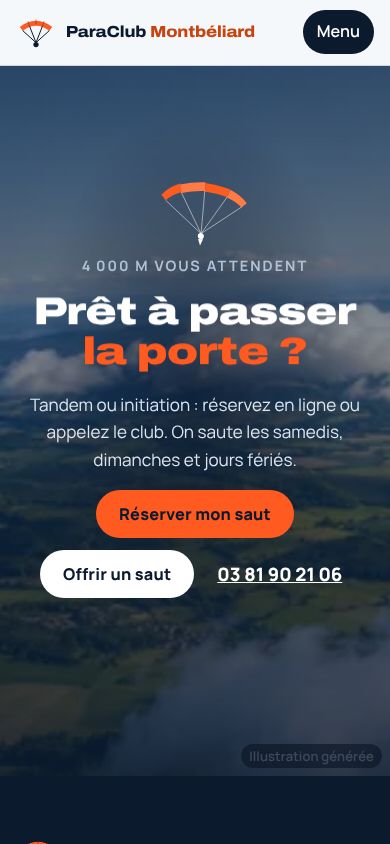 ParaClub Montbéliard
Menu
4 000 M VOUS ATTENDENT
Prêt à passer
la porte ?
Tandem ou initiation : réservez en ligne ou
appelez le club. On saute les samedis,
dimanches et jours fériés.
Réserver mon saut
Offrir un saut
03 81 90 21 06
Illustration générée